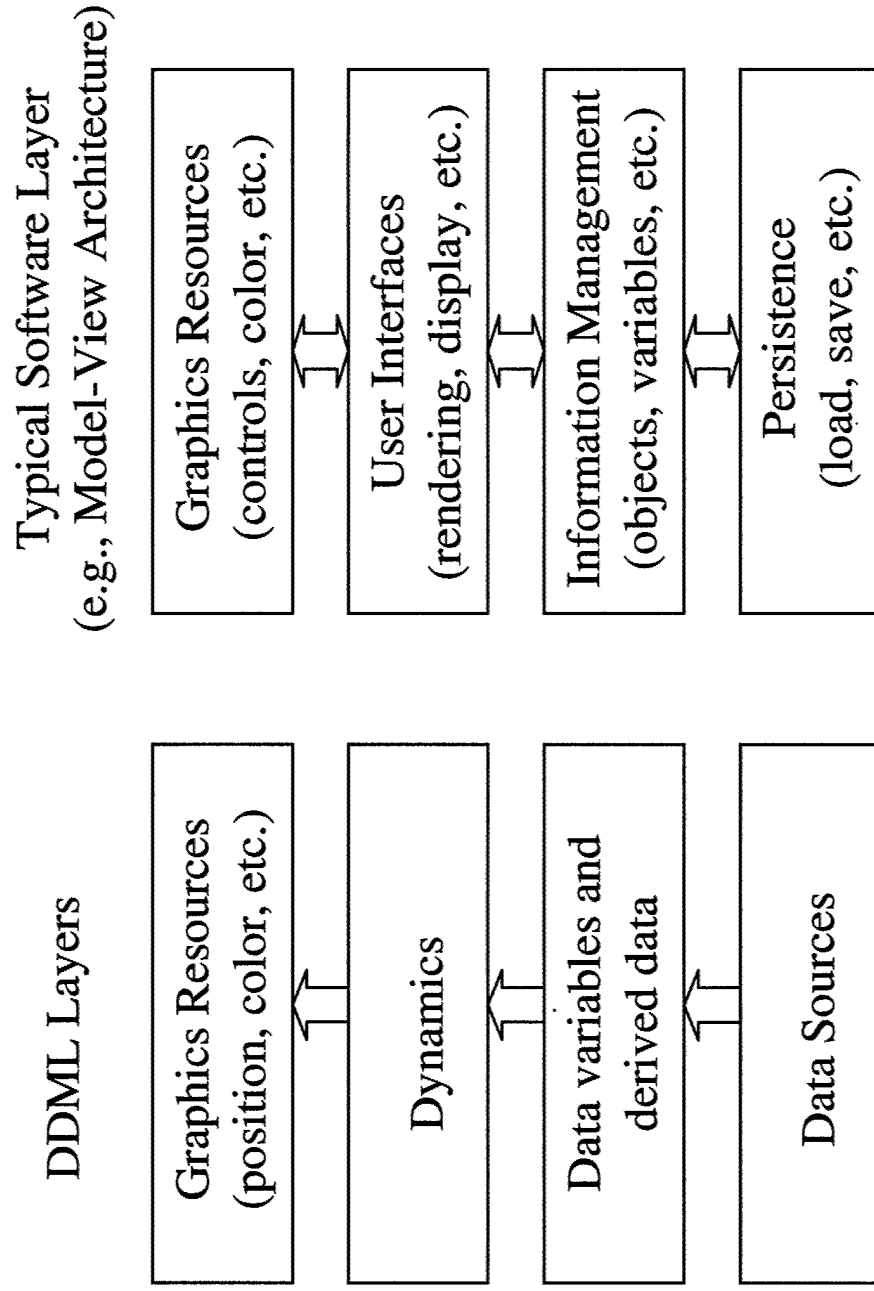 DDML Layers
Graphics Resources
(position, color, etc.)
Dynamics
Data variables and
derived data
Data Sources
Typical Software Layer
(e.g., Model-View Architecture)
Graphics Resources
(controls, color, etc.)
User Interfaces
(rendering, display, etc.)
Information Management
(objects, variables, etc.)
Persistence
(load, save, etc.)